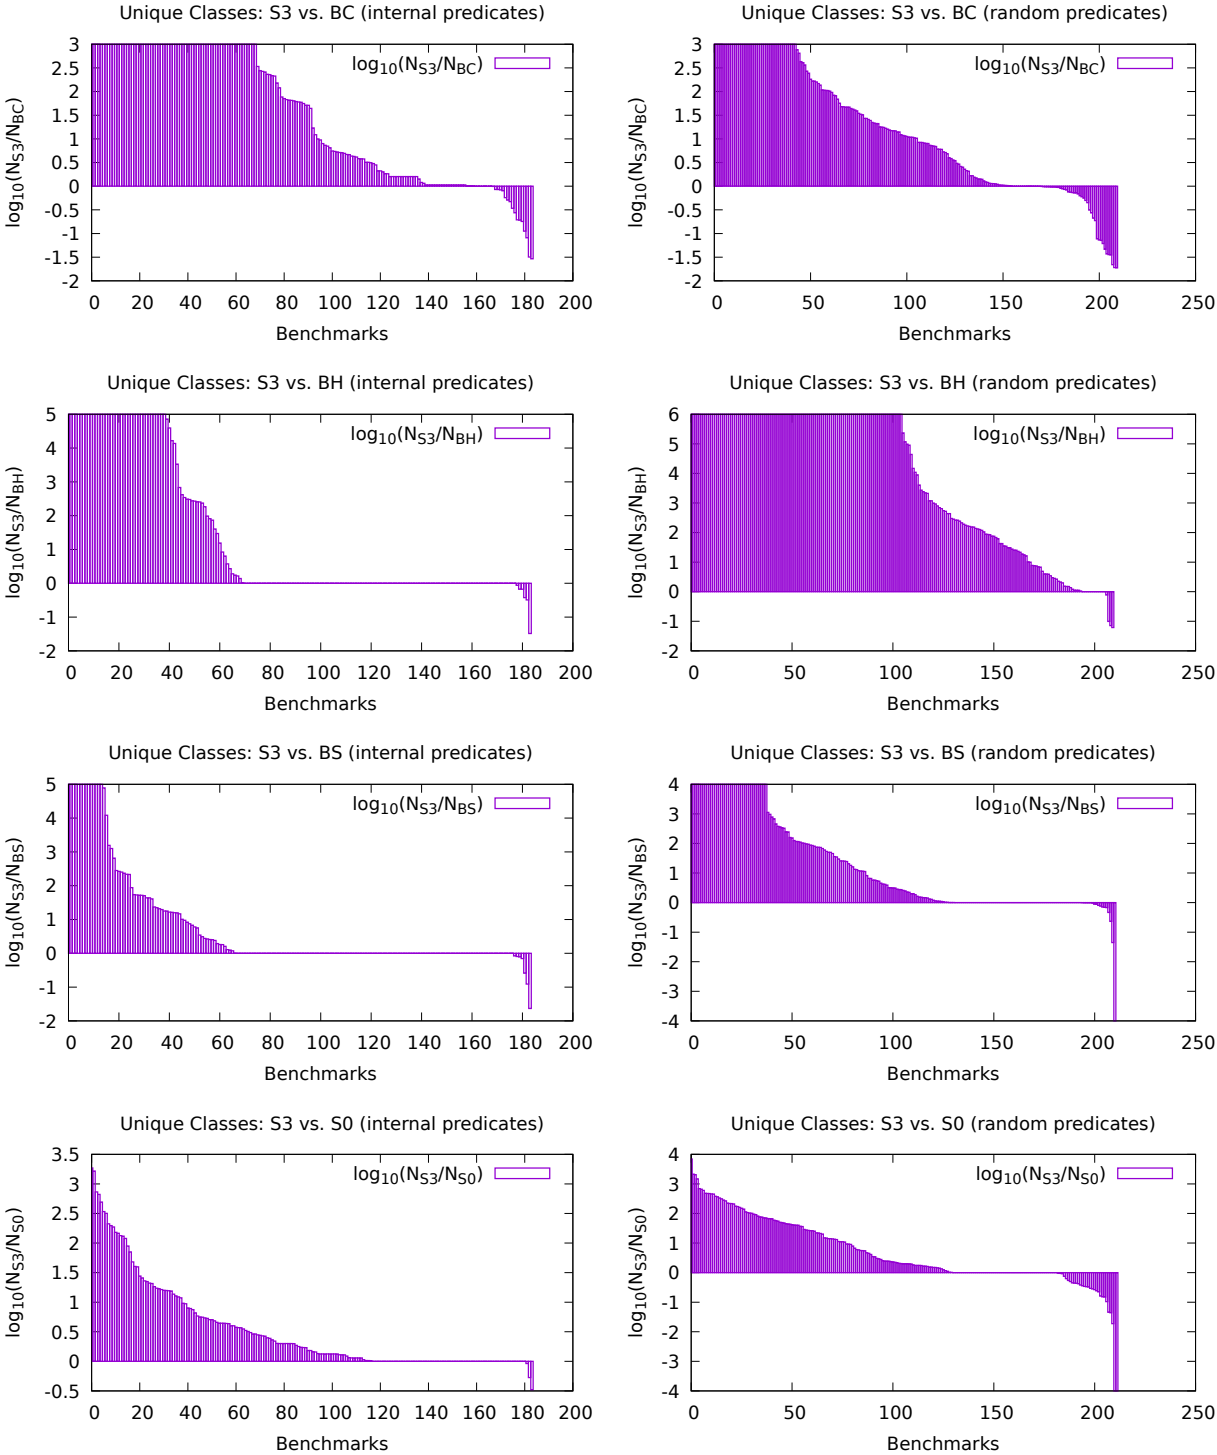 Unique Classes: S3 vs. BC (internal predicates)
log10(NS3/NBC)
3
2.5
2
1.5
1
0.5
0
-0.5
-1
-1.5
-2
log10(NS3/NBC)
0 20 40 60 80 100 120 140 160 180 200
Benchmarks
Unique Classes: S3 vs. BC (random predicates)
log10(NS3/NBC)
3
2.5
2
1.5
1
0.5
0
-0.5
-1
-1.5
-2
log10(NS3/NBC)
0 50 100 150 200 250
Benchmarks
Unique Classes: S3 vs. BH (internal predicates)
log10(NS3/NBH)
5
4
3
2
1
0
-1
-2
log10(NS3/NBH)
0 20 40 60 80 100 120 140 160 180 200
Benchmarks
Unique Classes: S3 vs. BH (random predicates)
log10(NS3/NBH)
6
5
4
3
2
1
0
-1
-2
log10(NS3/NBH)
0 50 100 150 200 250
Benchmarks
Unique Classes: S3 vs. BS (internal predicates)
log10(NS3/NBS)
5
4
3
2
1
0
-1
-2
log10(NS3/NBS)
0 20 40 60 80 100 120 140 160 180 200
Benchmarks
Unique Classes: S3 vs. BS (random predicates)
log10(NS3/NBS)
4
3
2
1
0
-1
-2
-3
-4
log10(NS3/NBS)
0 50 100 150 200 250
Benchmarks
Unique Classes: S3 vs. S0 (internal predicates)
log10(NS3/NS0)
3.5
3
2.5
2
1.5
1
0.5
0
-0.5
log10(NS3/NS0)
0 20 40 60 80 100 120 140 160 180 200
Benchmarks
Unique Classes: S3 vs. S0 (random predicates)
log10(NS3/NS0)
4
3
2
1
0
-1
-2
-3
-4
log10(NS3/NS0)
0 50 100 150 200 250
Benchmarks